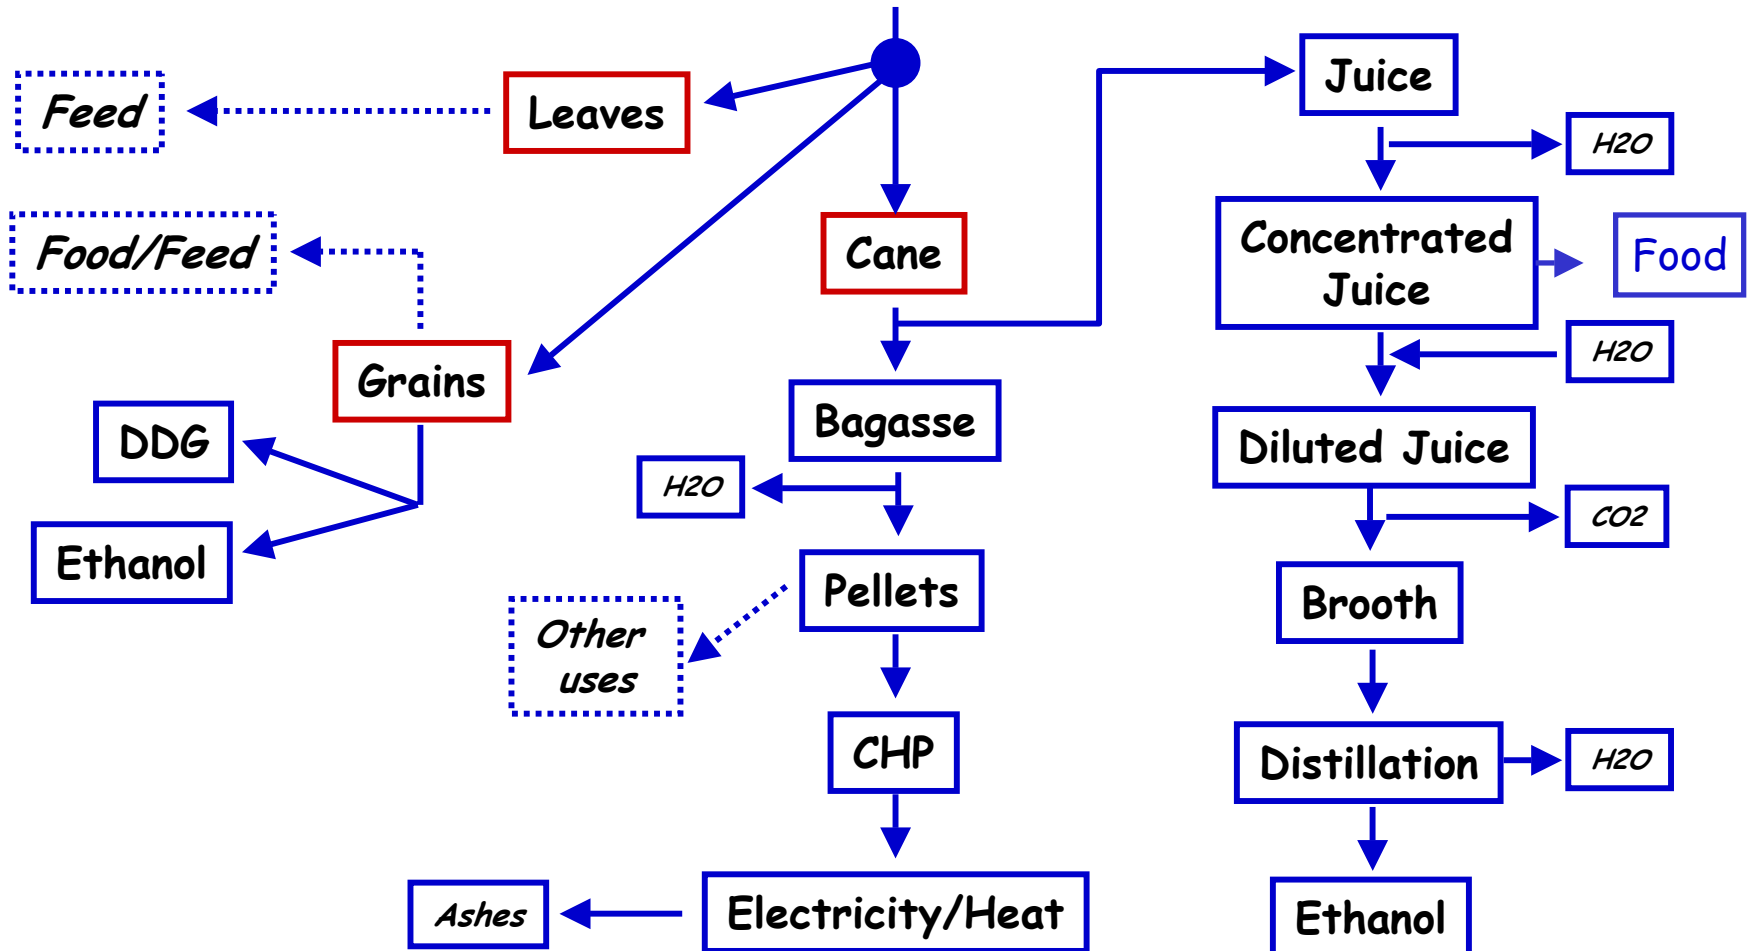 Feed
Leaves
Juice
H2O
Food/Feed
Cane
Concentrated
Juice
Food
H2O
Grains
DDG
Bagasse
Diluted Juice
H2O
CO2
Ethanol
Pellets
Brooth
Other
uses
CHP
Distillation
H2O
Ashes
Electricity/Heat
Ethanol